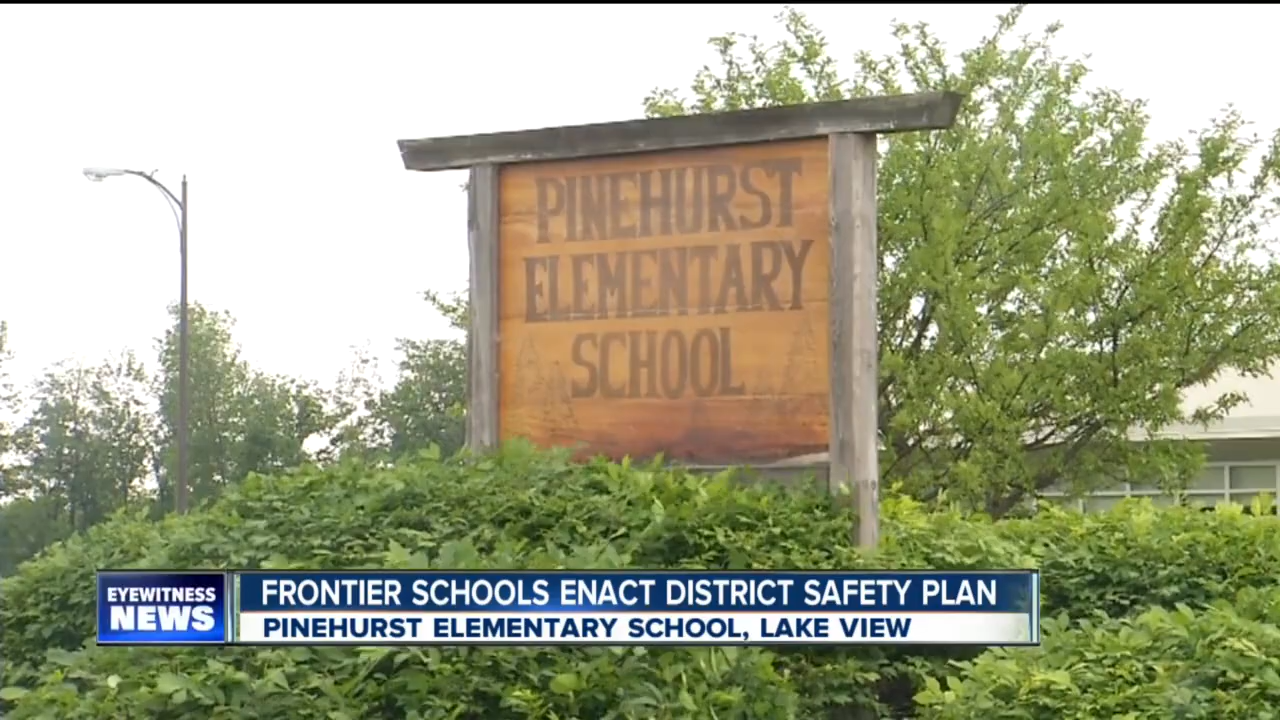 PINEHURST
ELEMENTARY
SCHOOL
EYEWITNESS
NEWS
FRONTIER SCHOOLS ENACT DISTRICT SAFETY PLAN
PINEHURST ELEMENTARY SCHOOL, LAKE VIEW